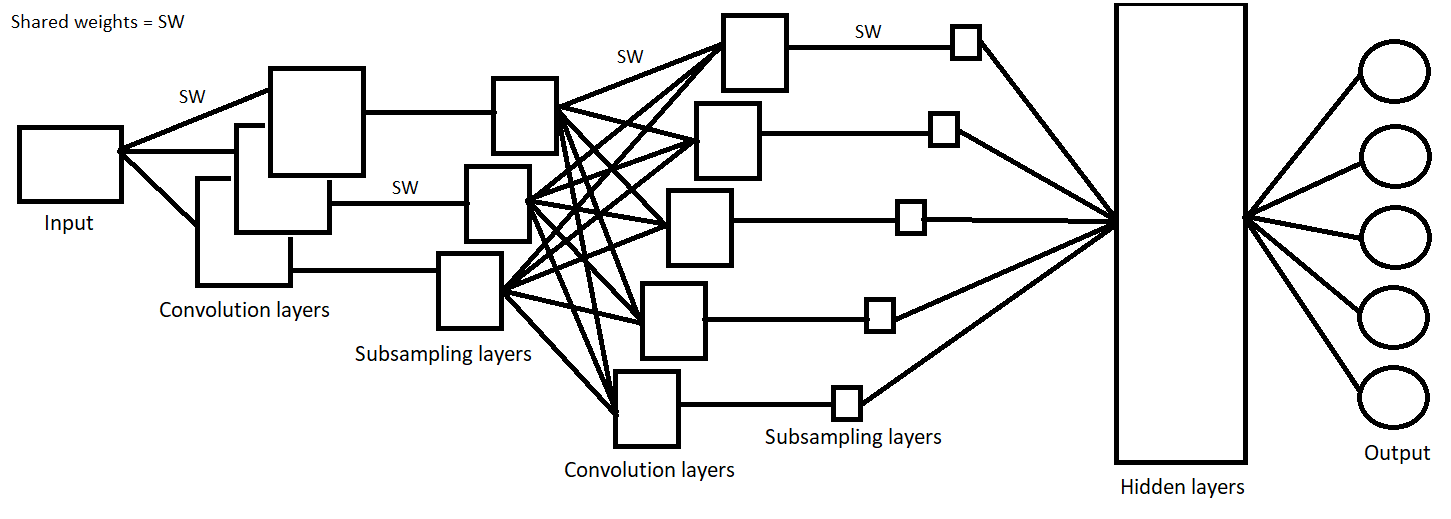 Shared weights = SW
SW
SW
SW
SW
Input
Convolution layers
Subsampling layers
Convolution layers
Subsampling layers
Hidden layers
Output